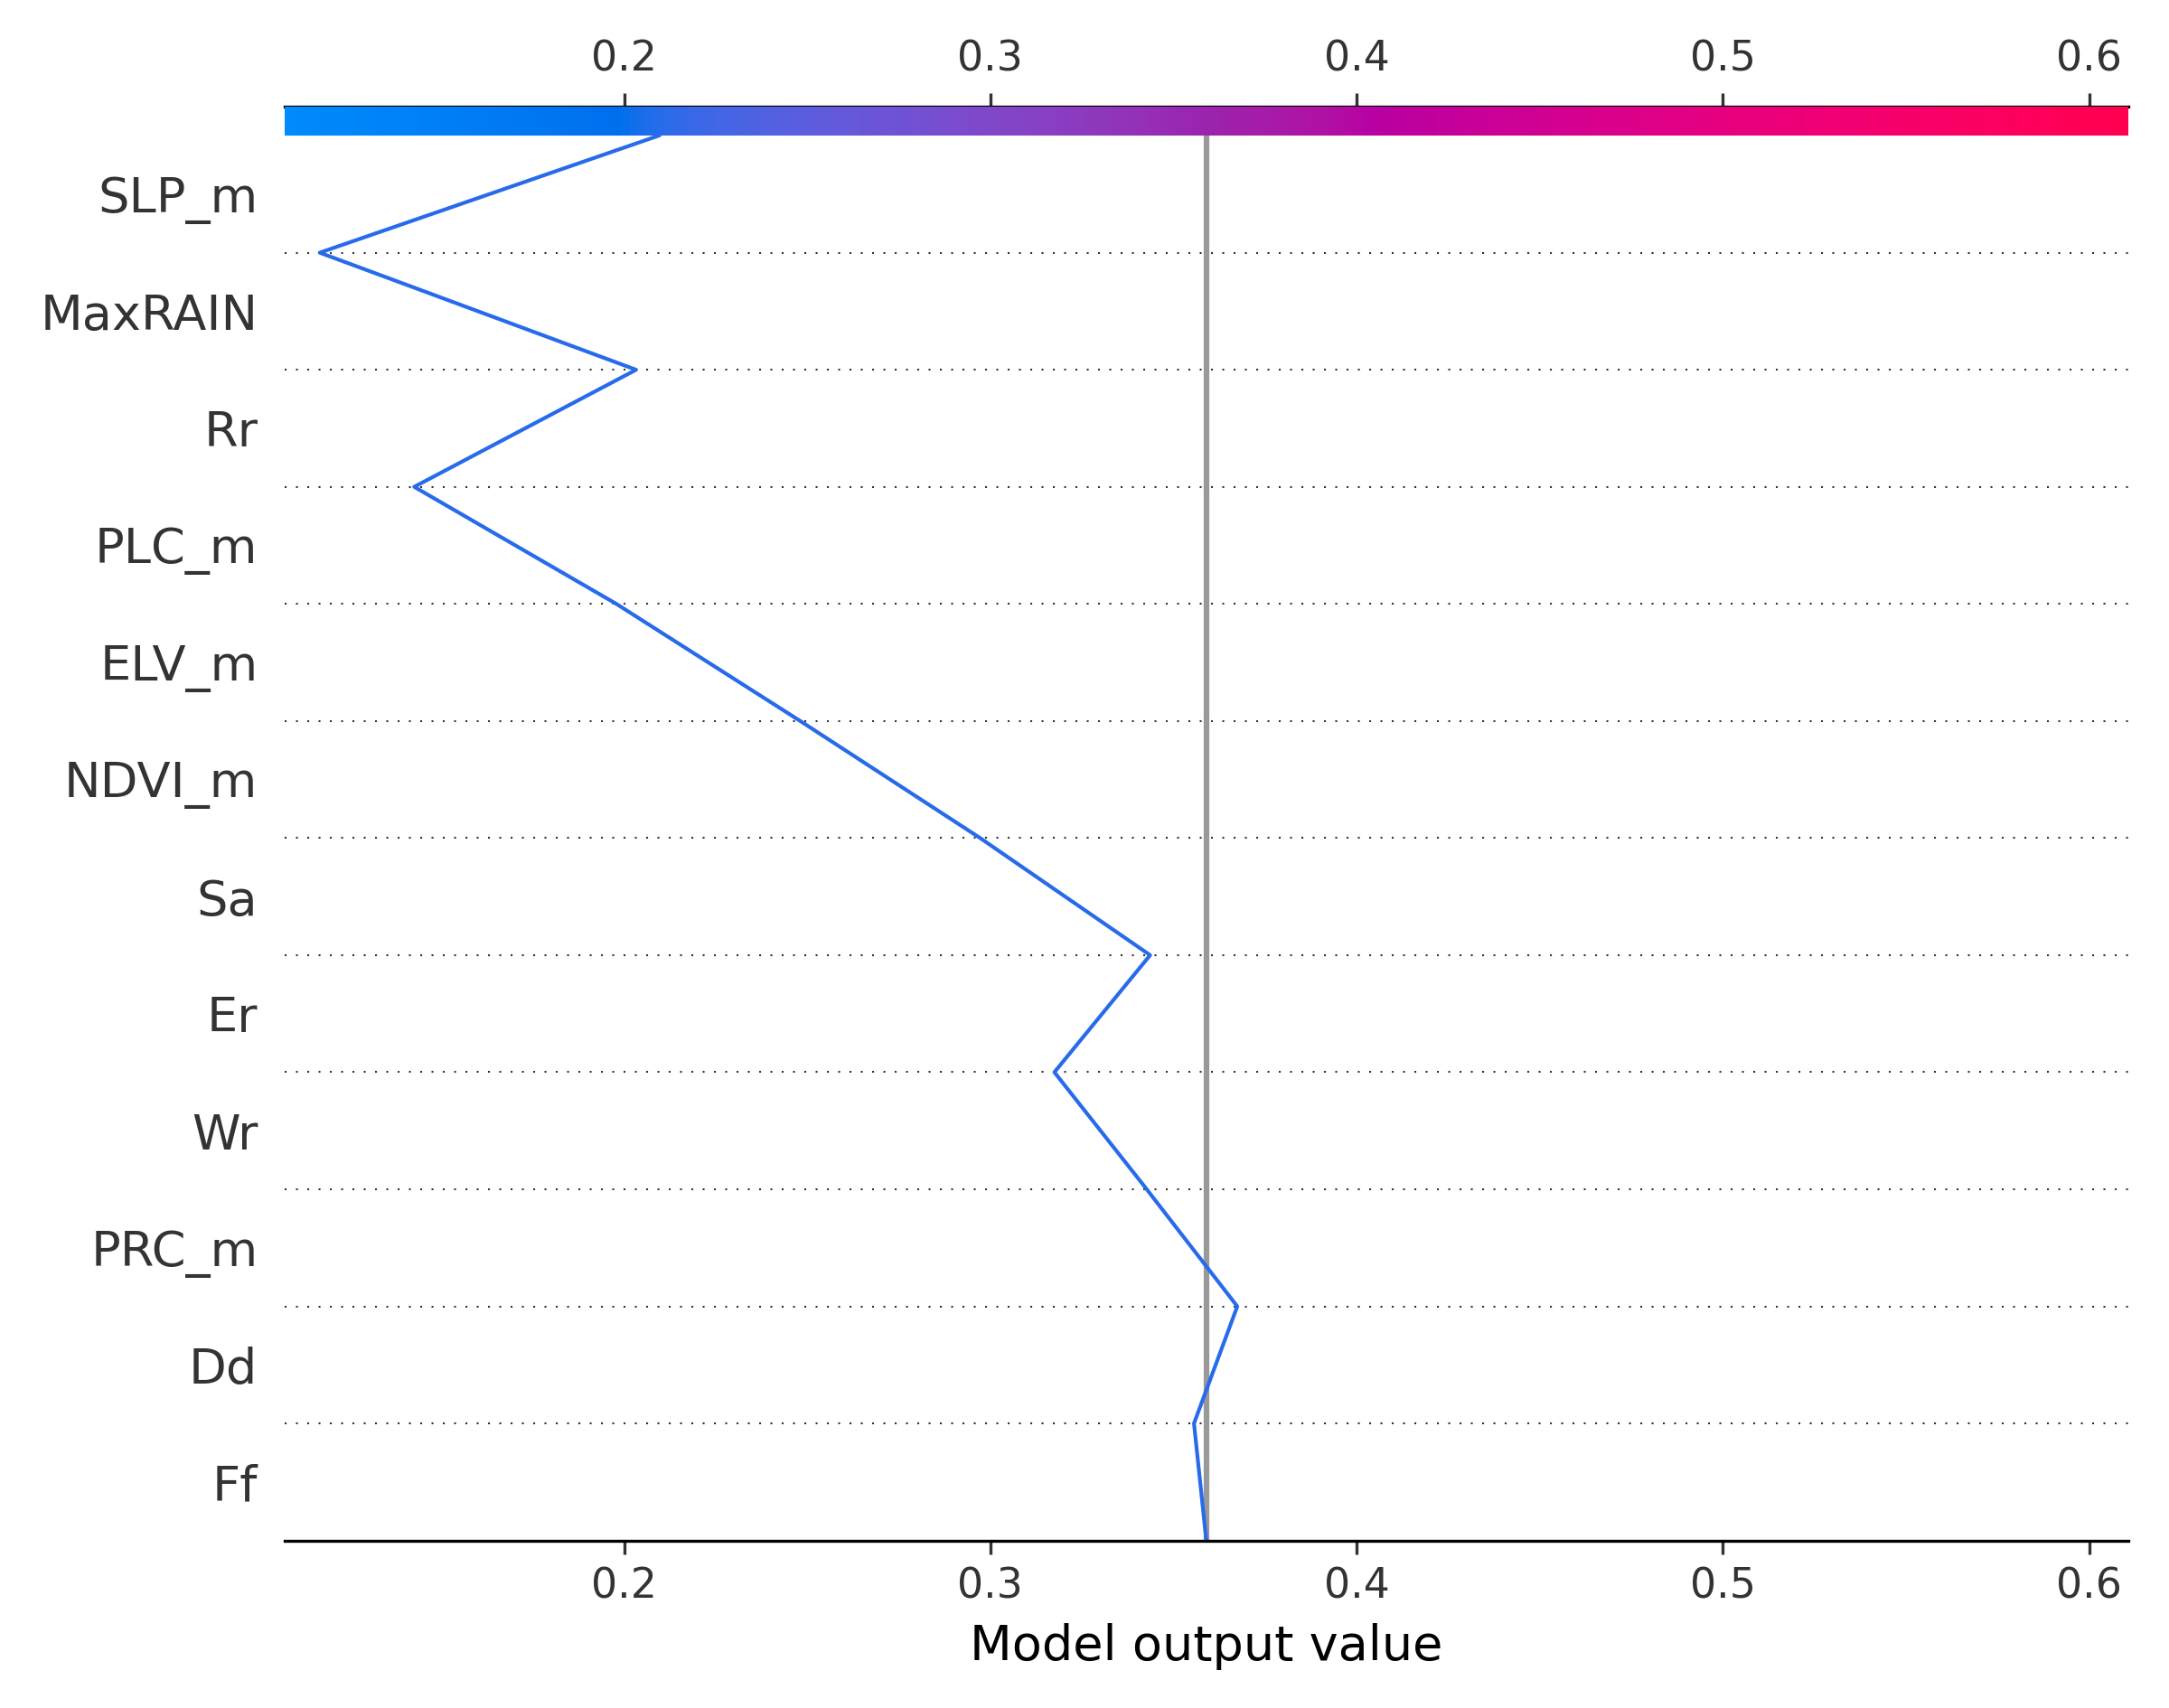 0.2 0.3 0.4 0.5 0.6
SLP_m
MaxRAIN
Rr
PLC_m
ELV_m
NDVI_m
Sa
Er
Wr
PRC_m
Dd
Ff
0.2 0.3 0.4 0.5 0.6
Model output value